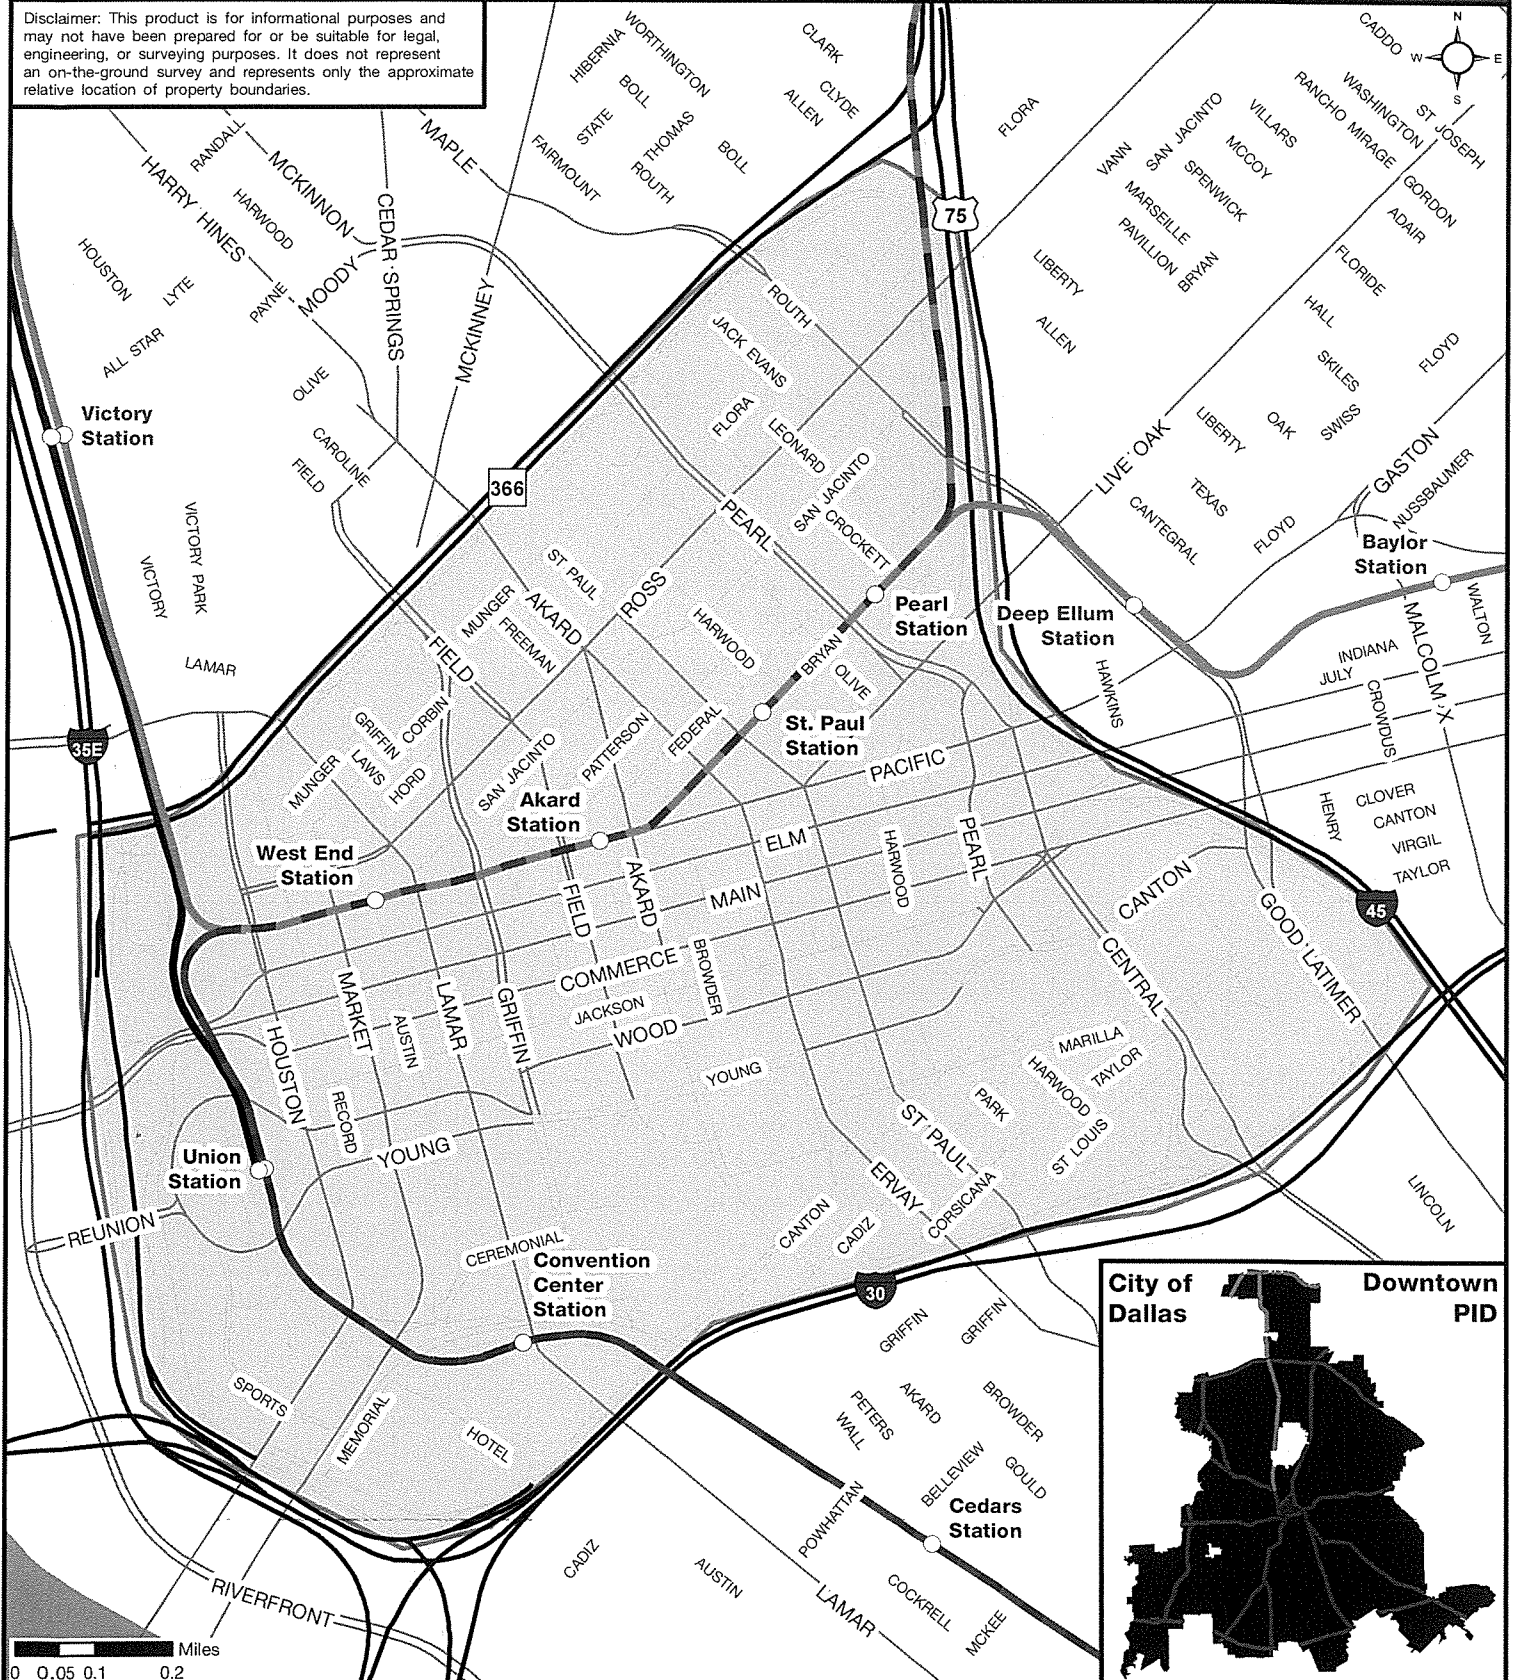 Disclaimer: This product is for informational purposes and
may not have been prepared for or be suitable for legal,
engineering, or surveying purposes. It does not represent
an on-the-ground survey and represents only the approximate
relative location of property boundaries.
N
W
E
S
CADDO
WASHINGTON
RANCHO MIRAGE
ST JOSEPH
HIBERNIA
WORTHINGTON
CLARK
BOLL
CLYDE
ALLEN
STATE
THOMAS
BOLL
FAIRMOUNT
ROUTH
MAPLE
RANDALL
MCKINNON
HARRY HINES
HARWOOD
CEDAR SPRINGS
HOUSTON
LYTE
PAYNE
MOODY
MCKINNEY
ALL STAR
OLIVE
FLORA
VANN
SAN JACINTO
VILLARS
MCCOY
SPENWICK
MARSEILLE
PAVILLION
BRYAN
GORDON
ADAIR
FLORIDE
LIBERTY
ALLEN
HALL
SKILES
FLOYD
LIBERTY
OAK
SWISS
LIVE OAK
GASTON
NUSSBAUMER
TEXAS
CANTEGRAL
FLOYD
75
ROUTH
JACK EVANS
FLORA
LEONARD
SAN JACINTO
CROCKETT
Victory
Station
CAROLINE
FIELD
366
PEARL
VICTORY PARK
VICTORY
LAMAR
ST PAUL
MUNGER
FREEMAN
AKARD
ROSS
HARWOOD
FIELD
BRYAN
OLIVE
Pearl
Station
Deep Ellum
Station
Baylor
Station
WALTON
MALCOLM X
INDIANA
JULY
CROWDUS
HAWKINS
35E
CORBIN
GRIFFIN
LAWS
HORD
MUNGER
SAN JACINTO
PATTERSON
FEDERAL
St. Paul
Station
PACIFIC
Akard
Station
West End
Station
ELM
MAIN
HARWOOD
PEARL
HENRY
CLOVER
CANTON
VIRGIL
TAYLOR
AKARD
FIELD
CANTON
45
GOOD LATIMER
CENTRAL
COMMERCE
BROWDER
JACKSON
WOOD
MARKET
AUSTIN
LAMAR
GRIFFIN
HOUSTON
RECORD
YOUNG
YOUNG
MARILLA
TAYLOR
HARWOOD
PARK
ST LOUIS
ST PAUL
ERVAY
CORSICANA
CANTON
CADIZ
Union
Station
REUNION
CEREMONIAL
Convention
Center
Station
30
LINCOLN
SPORTS
MEMORIAL
HOTEL
GRIFFIN
GRIFFIN
AKARD
BROWDER
PETERS
WALL
BELLEVIEW
GOULD
POWHATTAN
Cedars
Station
CADIZ
AUSTIN
LAMAR
COCKRELL
MCKEE
RIVERFRONT
Miles
0 0.05 0.1 0.2
City of
Dallas
Downtown
PID